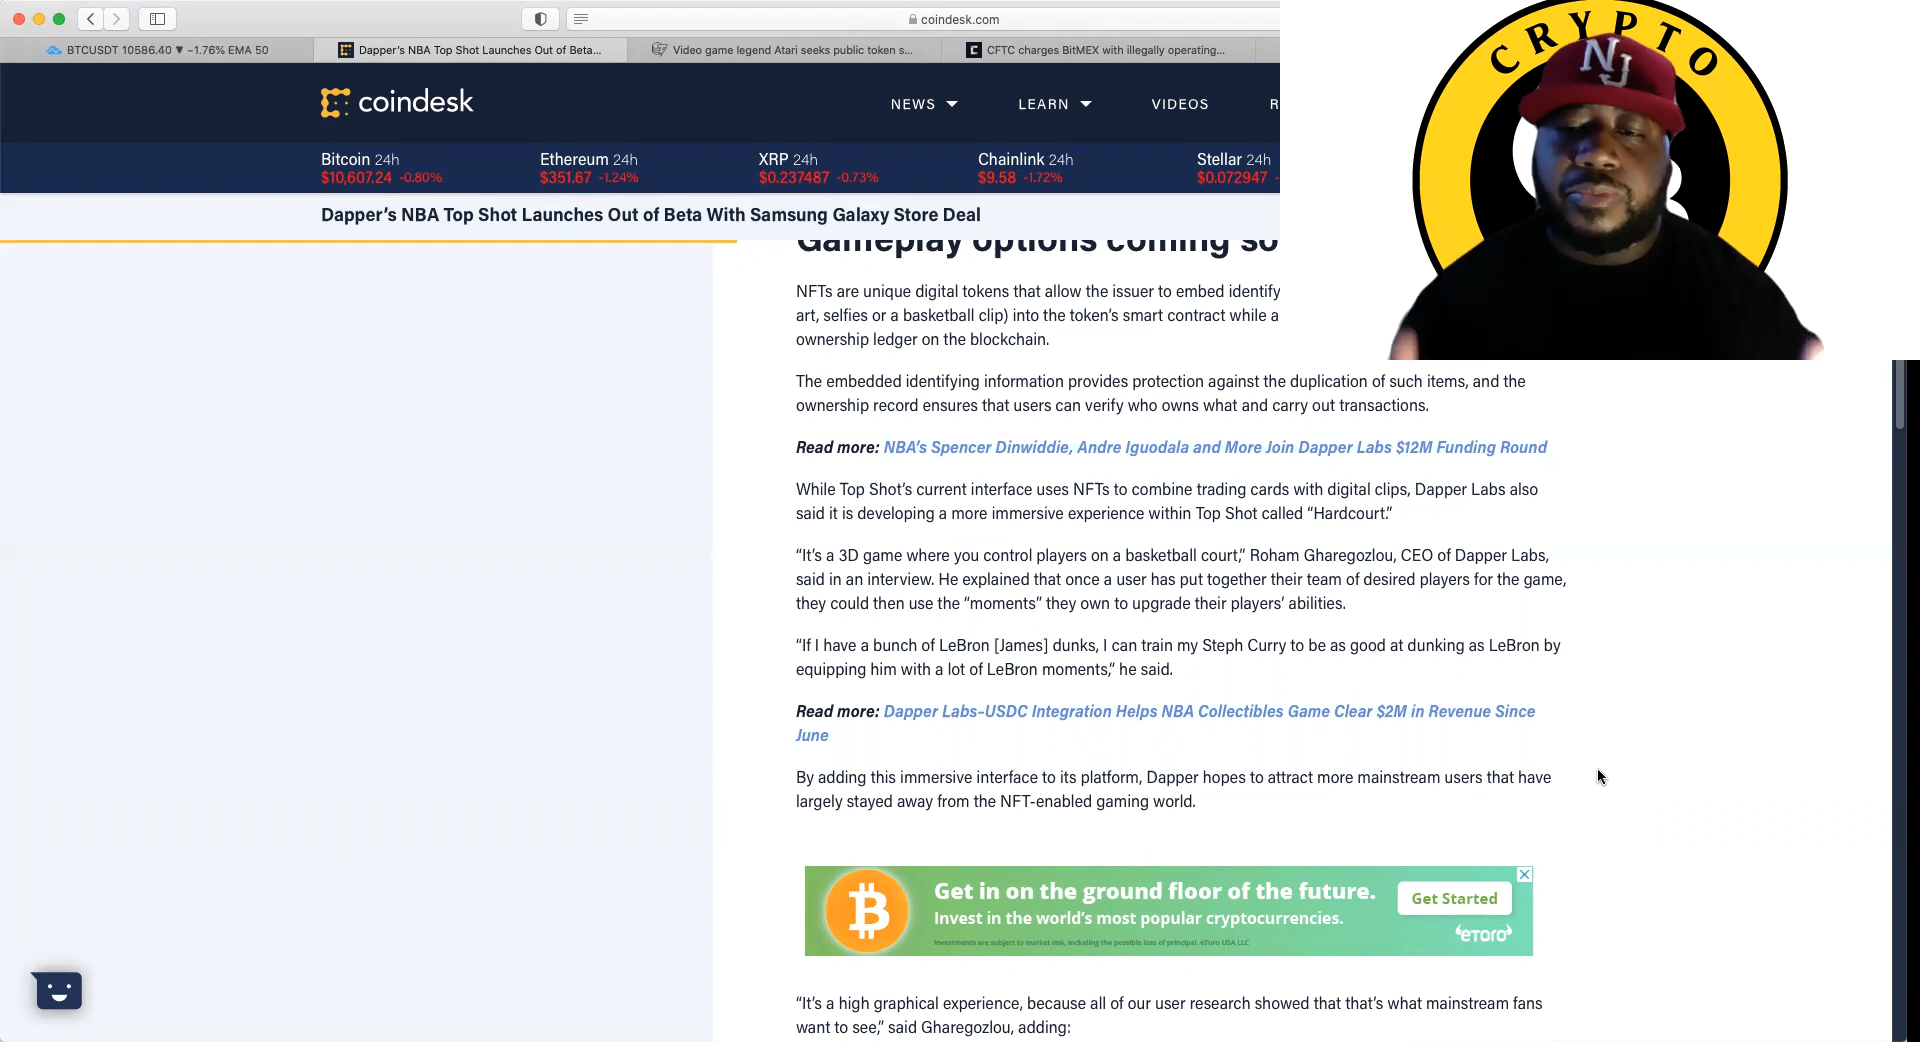 coindesk.com
BTCUSDT 10586.40 ▼ −1.76% EMA 50
Dapper’s NBA Top Shot Launches Out of Beta...
Video game legend Atari seeks public token s...
CFTC charges BitMEX with illegally operating...
CRYPTO
NJ
coindesk
NEWS
LEARN
VIDEOS
R
Bitcoin 24h
$10,607.24 -0.80%
Ethereum 24h
$351.67 -1.24%
XRP 24h
$0.237487 -0.73%
Chainlink 24h
$9.58 -1.72%
Stellar 24h
$0.072947 -
Dapper’s NBA Top Shot Launches Out of Beta With Samsung Galaxy Store Deal
Gameplay options coming so
NFTs are unique digital tokens that allow the issuer to embed identify
art, selfies or a basketball clip) into the token’s smart contract while a
ownership ledger on the blockchain.
The embedded identifying information provides protection against the duplication of such items, and the
ownership record ensures that users can verify who owns what and carry out transactions.
Read more: NBA’s Spencer Dinwiddie, Andre Iguodala and More Join Dapper Labs $12M Funding Round
While Top Shot’s current interface uses NFTs to combine trading cards with digital clips, Dapper Labs also
said it is developing a more immersive experience within Top Shot called “Hardcourt.”
“It’s a 3D game where you control players on a basketball court,” Roham Gharegozlou, CEO of Dapper Labs,
said in an interview. He explained that once a user has put together their team of desired players for the game,
they could then use the “moments” they own to upgrade their players’ abilities.
“If I have a bunch of LeBron [James] dunks, I can train my Steph Curry to be as good at dunking as LeBron by
equipping him with a lot of LeBron moments,” he said.
Read more: Dapper Labs–USDC Integration Helps NBA Collectibles Game Clear $2M in Revenue Since
June
By adding this immersive interface to its platform, Dapper hopes to attract more mainstream users that have
largely stayed away from the NFT-enabled gaming world.
Get in on the ground floor of the future.
Invest in the world’s most popular cryptocurrencies.
Investments are subject to market risk, including the possible loss of principal. eToro USA LLC
Get Started
eToro
“It’s a high graphical experience, because all of our user research showed that that’s what mainstream fans
want to see,” said Gharegozlou, adding: